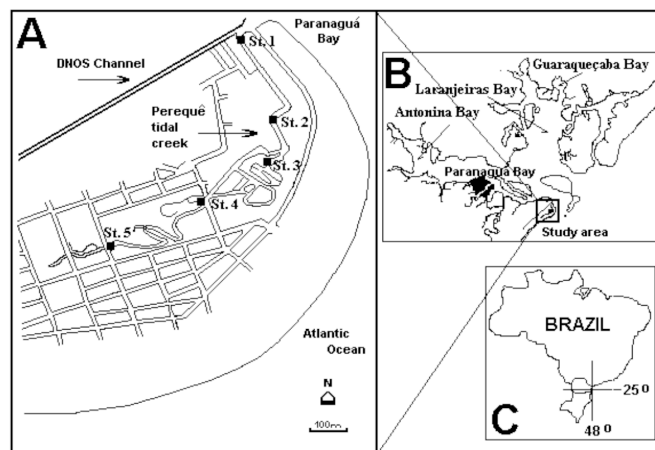 A
Paranaguá
Bay
St. 1
DNOS Channel
Perequê
tidal
creek
St. 2
St. 3
St. 4
St. 5
Atlantic
Ocean
N
100m
B
Guaraqueçaba Bay
Laranjeiras Bay
Antonina Bay
Paranaguá Bay
Study area
BRAZIL
25 º
48 º
C